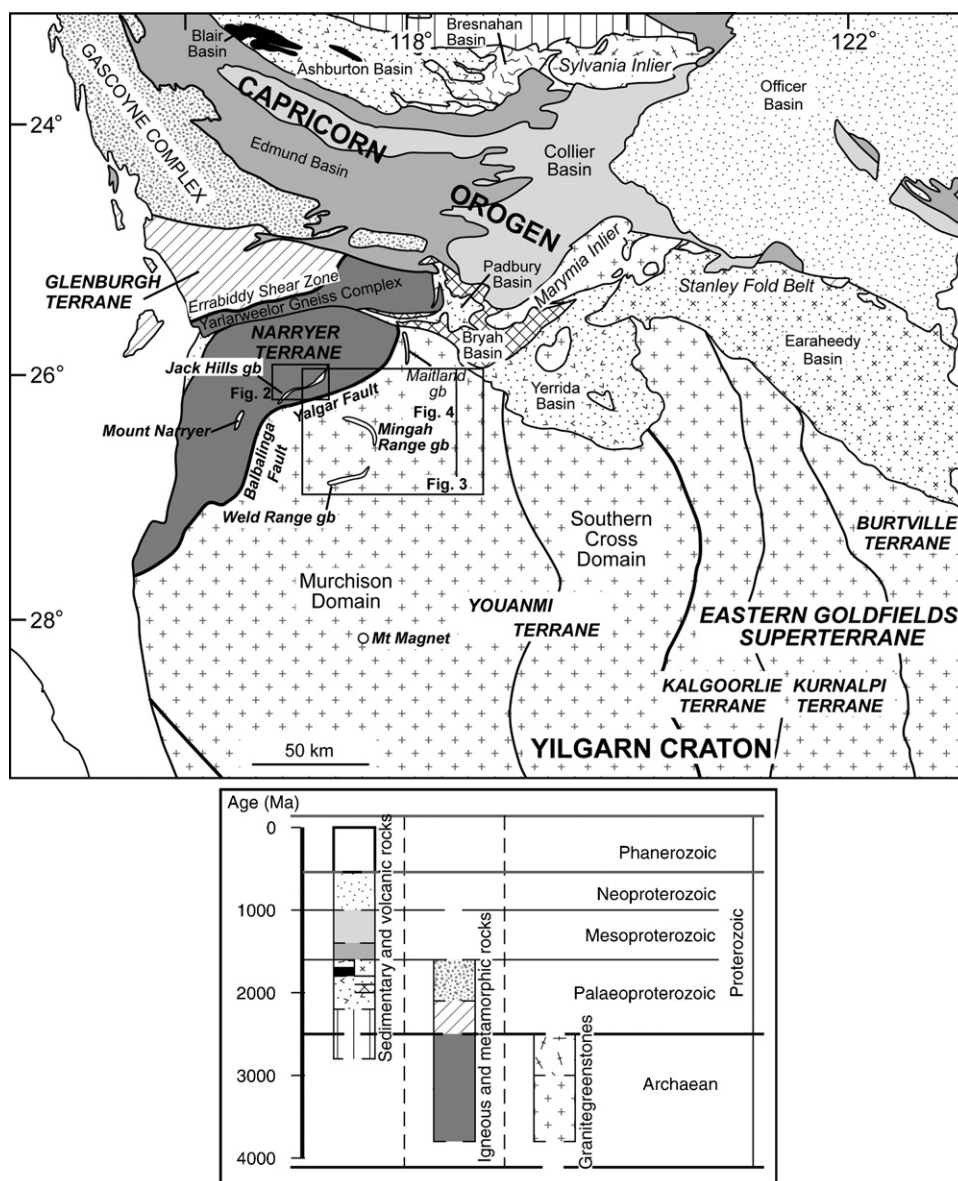 Blair
Basin
118°
Bresnahan
Basin
122°
Ashburton Basin
Sylvania Inlier
Officer
Basin
GASCOYNE COMPLEX
CAPRICORN
24°
Edmund Basin
Collier
Basin
OROGEN
GLENBURGH
TERRANE
Errabiddy Shear Zone
Yarlarweelor Gneiss Complex
Padbury
Basin
Marymia Inlier
Stanley Fold Belt
NARRYER
TERRANE
Bryah
Basin
Earaheedy
Basin
26°
Jack Hills gb
Fig. 2
Yalgar Fault
Maitland
gb
Yerrida
Basin
Mount Narryer
Fig. 4
Mingah
Range gb
Balbalinga
Fault
Fig. 3
Weld Range gb
Southern
Cross
Domain
BURTVILLE
TERRANE
Murchison
Domain
28°
YOUANMI
TERRANE
EASTERN GOLDFIELDS
SUPERTERRANE
Mt Magnet
KALGOORLIE
TERRANE
KURNALPI
TERRANE
50 km
YILGARN CRATON
Age (Ma)
0
1000
2000
3000
4000
Sedimentary and volcanic rocks
Igneous and metamorphic rocks
Granitegreenstones
Phanerozoic
Neoproterozoic
Mesoproterozoic
Palaeoproterozoic
Archaean
Proterozoic